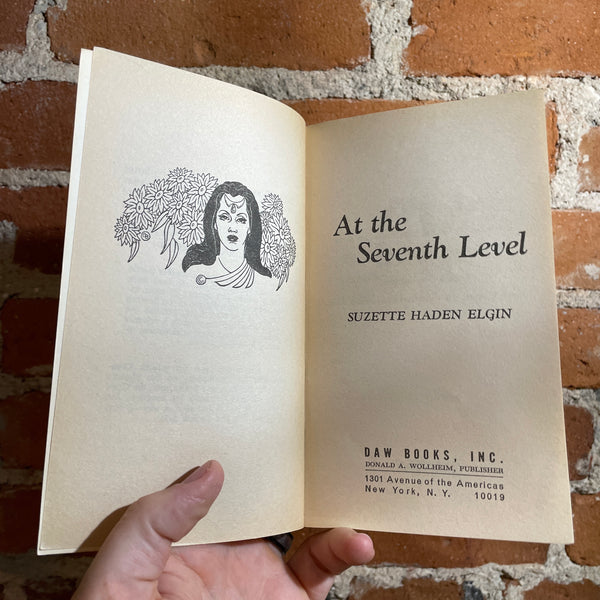 At the
Seventh Level
SUZETTE HADEN ELGIN
DAW BOOKS, INC.
DONALD A. WOLLHEIM, PUBLISHER
1301 Avenue of the Americas
New York, N. Y. 10019